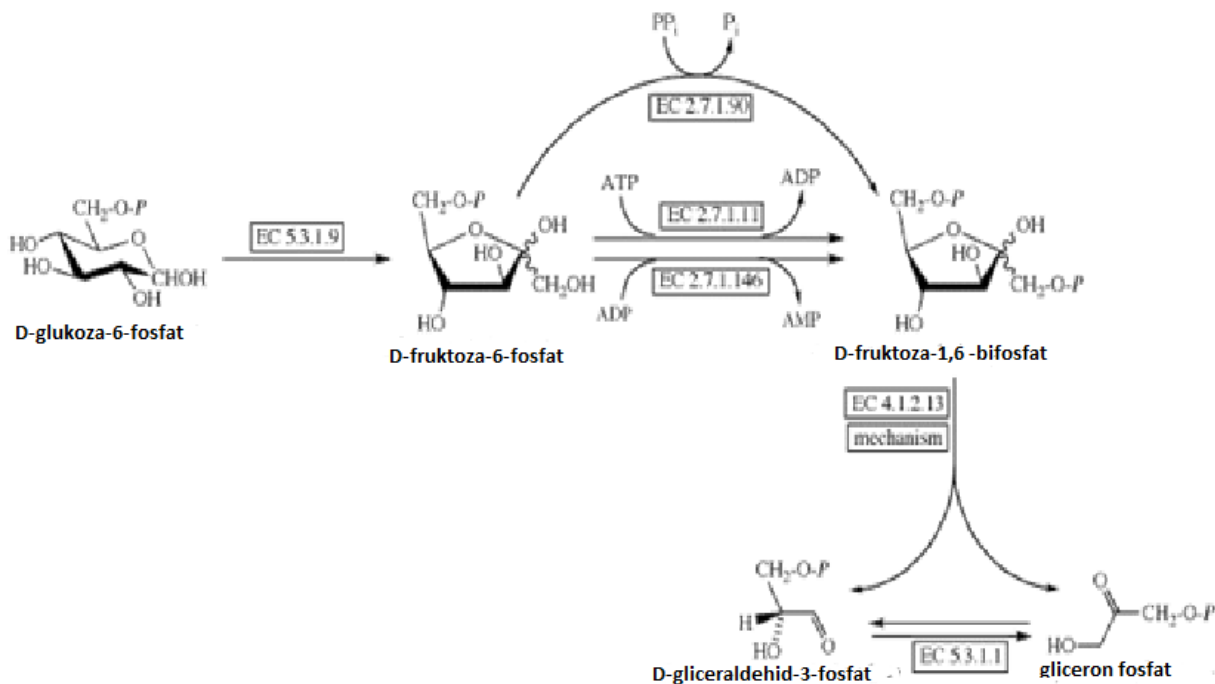 PPi Pi
EC 2.7.1.90
ATP ADP
CH2-O-P
CH2-O-P
CH2-O-P
EC 5.3.1.9
EC 2.7.1.11
O
OH
O
OH
HO
O
HO
HO
HO
CHOH
OH
CH2OH
EC 2.7.1.146
CH2-O-P
HO
ADP AMP
HO
D-glukoza-6-fosfat
D-fruktoza-6-fosfat
D-fruktoza-1,6 -bifosfat
EC 4.1.2.13
mechanism
CH2-O-P
O
H
CH2-O-P
HO
O
HO
EC 5.3.1.1
D-gliceraldehid-3-fosfat
gliceron fosfat